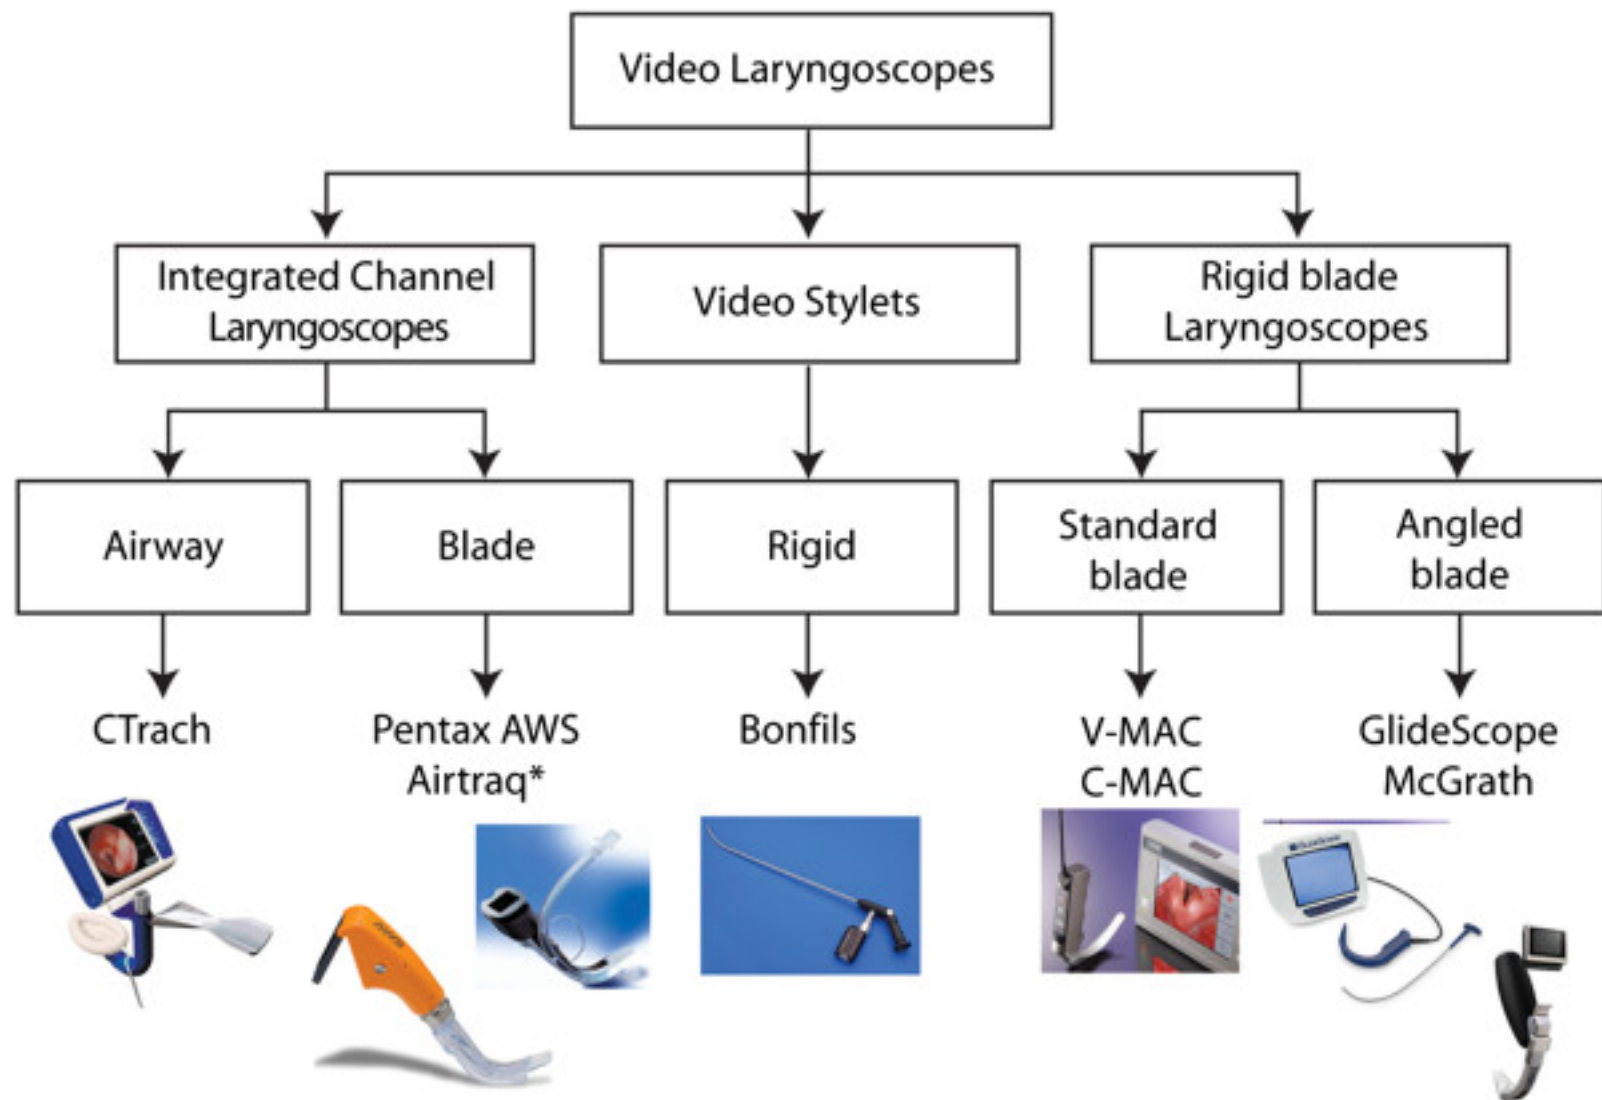 Video Laryngoscopes
Integrated Channel
Laryngoscopes
Video Stylets
Rigid blade
Laryngoscopes
Airway
Blade
Rigid
Standard
blade
Angled
blade
CTrach
Pentax AWS
Airtraq*
Bonfils
V-MAC
C-MAC
GlideScope
McGrath